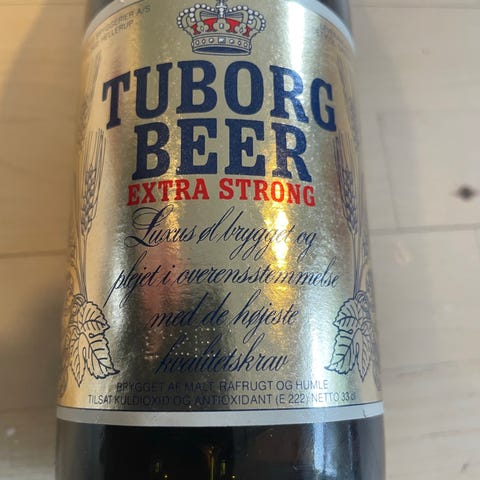 HELLERUP
TUBORG
BEER
EXTRA STRONG
Luxus øl brygget og
plejet i overensstemmelse
med de højeste
kvalitetskrav
BRYGGET AF MALT, RAFRUGT OG HUMLE
TILSAT KULDIOXID OG ANTIOXIDANT (E 222) NETTO 33 cl